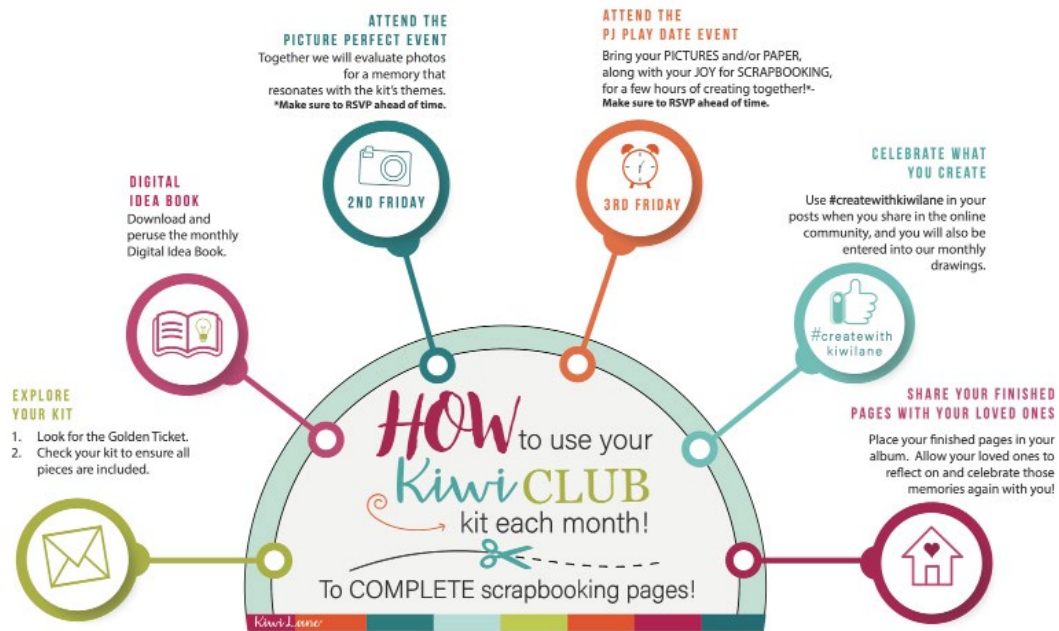 EXPLORE
YOUR KIT
1. Look for the Golden Ticket.
2. Check your kit to ensure all
pieces are included.
DIGITAL
IDEA BOOK
Download and
peruse the monthly
Digital Idea Book.
ATTEND THE
PICTURE PERFECT EVENT
Together we will evaluate photos
for a memory that
resonates with the kit's themes.
*Make sure to RSVP ahead of time.
2ND FRIDAY
ATTEND THE
PJ PLAY DATE EVENT
Bring your PICTURES and/or PAPER,
along with your JOY for SCRAPBOOKING,
for a few hours of creating together!*-
Make sure to RSVP ahead of time.
3RD FRIDAY
CELEBRATE WHAT
YOU CREATE
Use #createwithkiwilane in your
posts when you share in the online
community, and you will also be
entered into our monthly
drawings.
#createwith
kiwilane
SHARE YOUR FINISHED
PAGES WITH YOUR LOVED ONES
Place your finished pages in your
album. Allow your loved ones to
reflect on and celebrate those
memories again with you!
HOW to use your
Kiwi CLUB
kit each month!
To COMPLETE scrapbooking pages!
Kiwi Lane